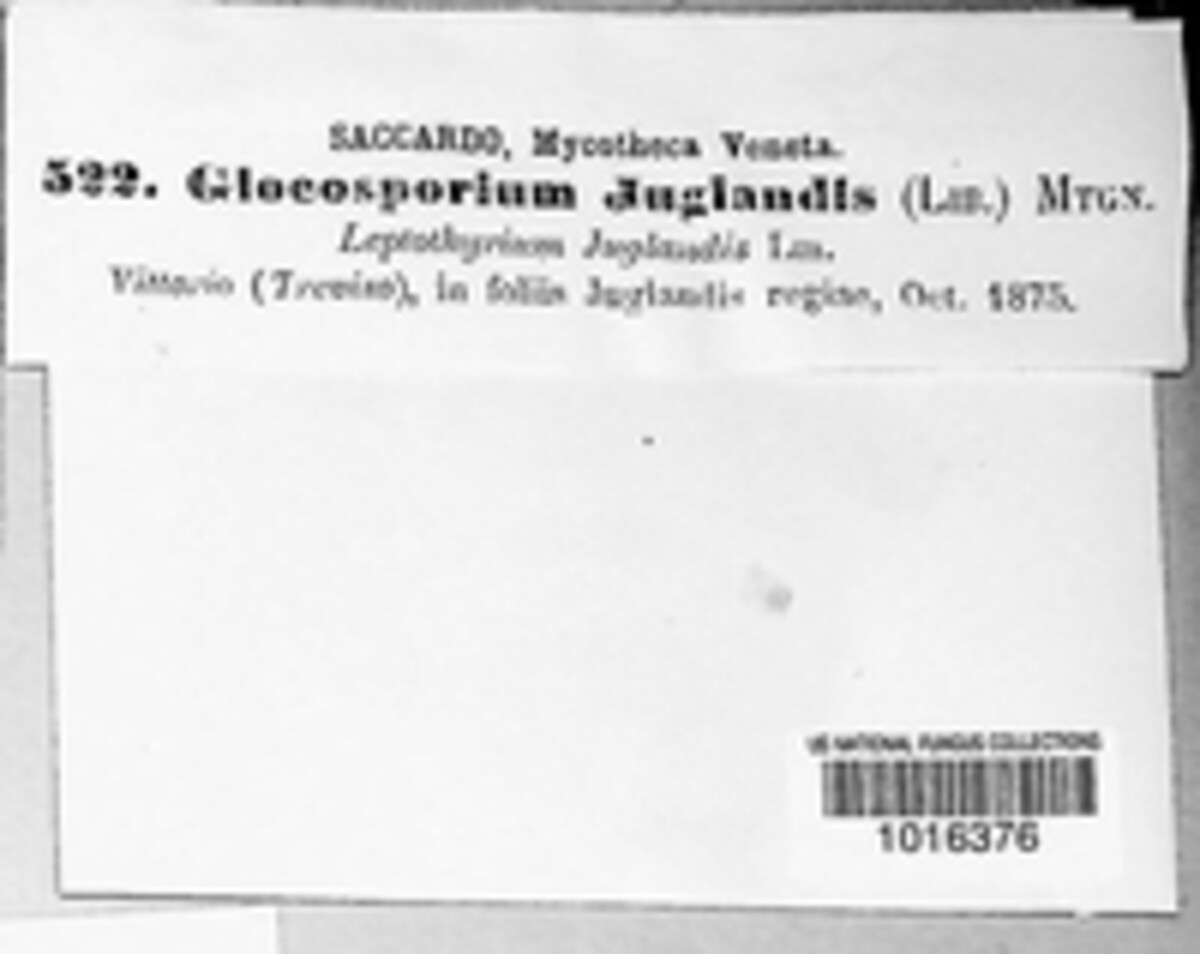 SACCARDO, Mycotheca Veneta.
522. Gloeosporium Juglandis (LIB.) MTGN.
Leptothyrium Juglandis LIB.
Vittorio (Treviso), in foliis Juglandis regiae, Oct. 1875.
US NATIONAL FUNGUS COLLECTIONS
1016376